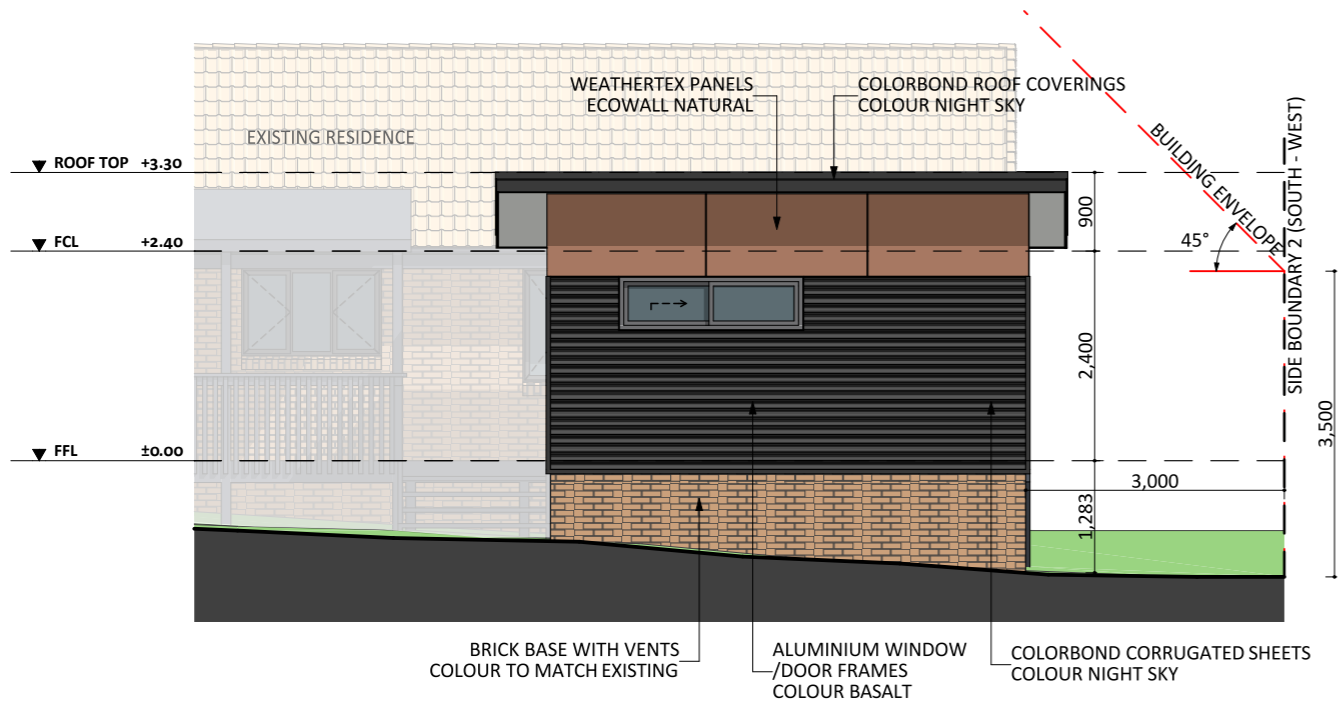 WEATHERTEX PANELS
ECOWALL NATURAL
COLORBOND ROOF COVERINGS
COLOUR NIGHT SKY
EXISTING RESIDENCE
BUILDING ENVELOPE
SIDE BOUNDARY 2 (SOUTH - WEST)
ROOF TOP +3.30
900
45°
FCL +2.40
2,400
3,500
FFL ±0.00
3,000
1,283
BRICK BASE WITH VENTS
COLOUR TO MATCH EXISTING
ALUMINIUM WINDOW
/DOOR FRAMES
COLOUR BASALT
COLORBOND CORRUGATED SHEETS
COLOUR NIGHT SKY